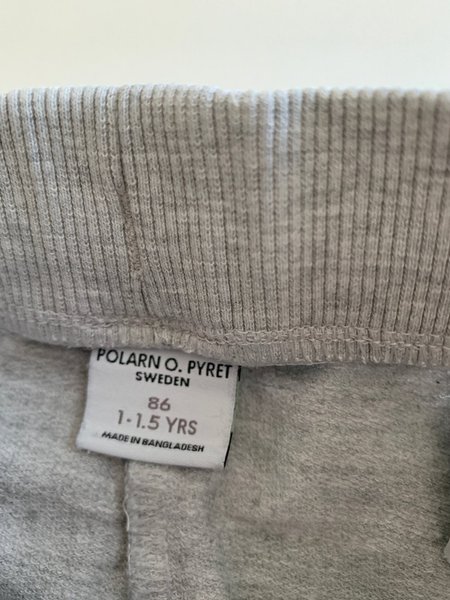 POLARN O. PYRET
SWEDEN
86
1-1.5 YRS
MADE IN BANGLADESH